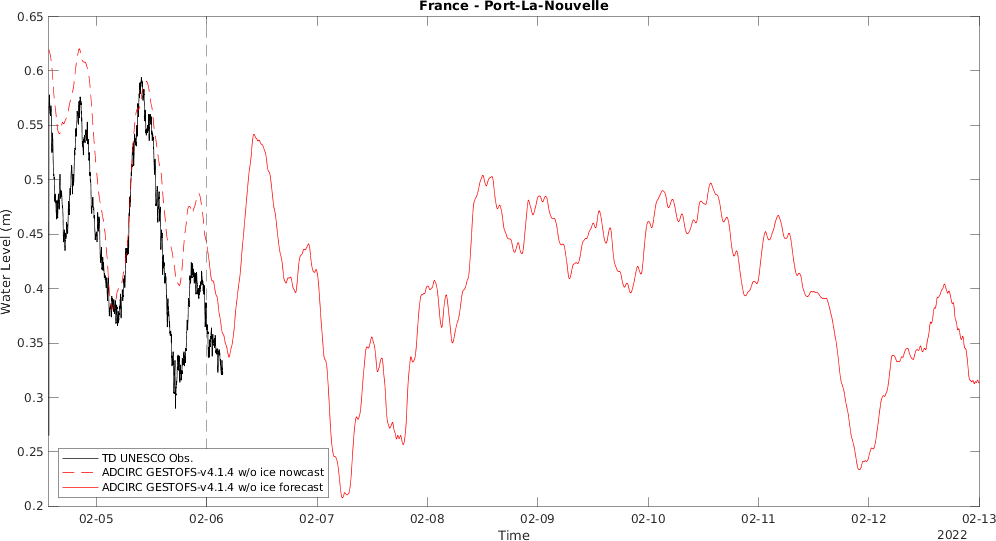 France - Port-La-Nouvelle
0.65
0.6
0.55
0.5
0.45
0.4
0.35
0.3
0.25
0.2
Water Level (m)
TD UNESCO Obs.
ADCIRC GESTOFS-v4.1.4 w/o ice nowcast
ADCIRC GESTOFS-v4.1.4 w/o ice forecast
02-05 02-06 02-07 02-08 02-09 02-10 02-11 02-12 02-13
Time
2022